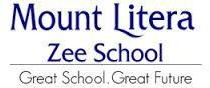 Mount Litera
Zee School
Great School. Great Future